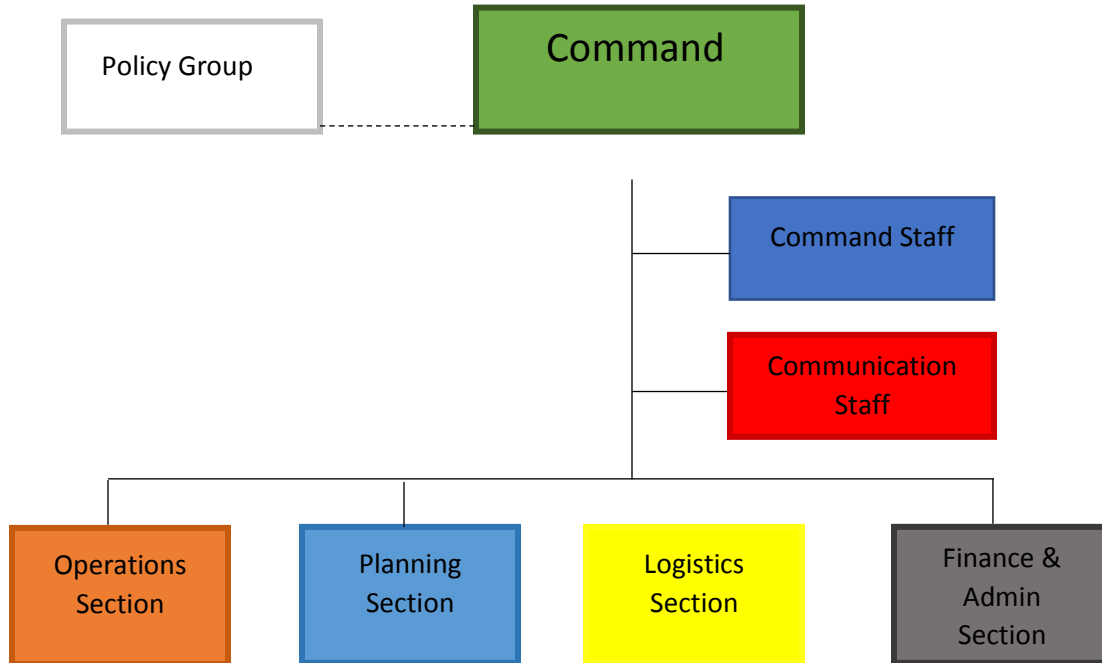 Policy Group
Command
Command Staff
Communication
Staff
Operations
Section
Planning
Section
Logistics
Section
Finance &
Admin
Section